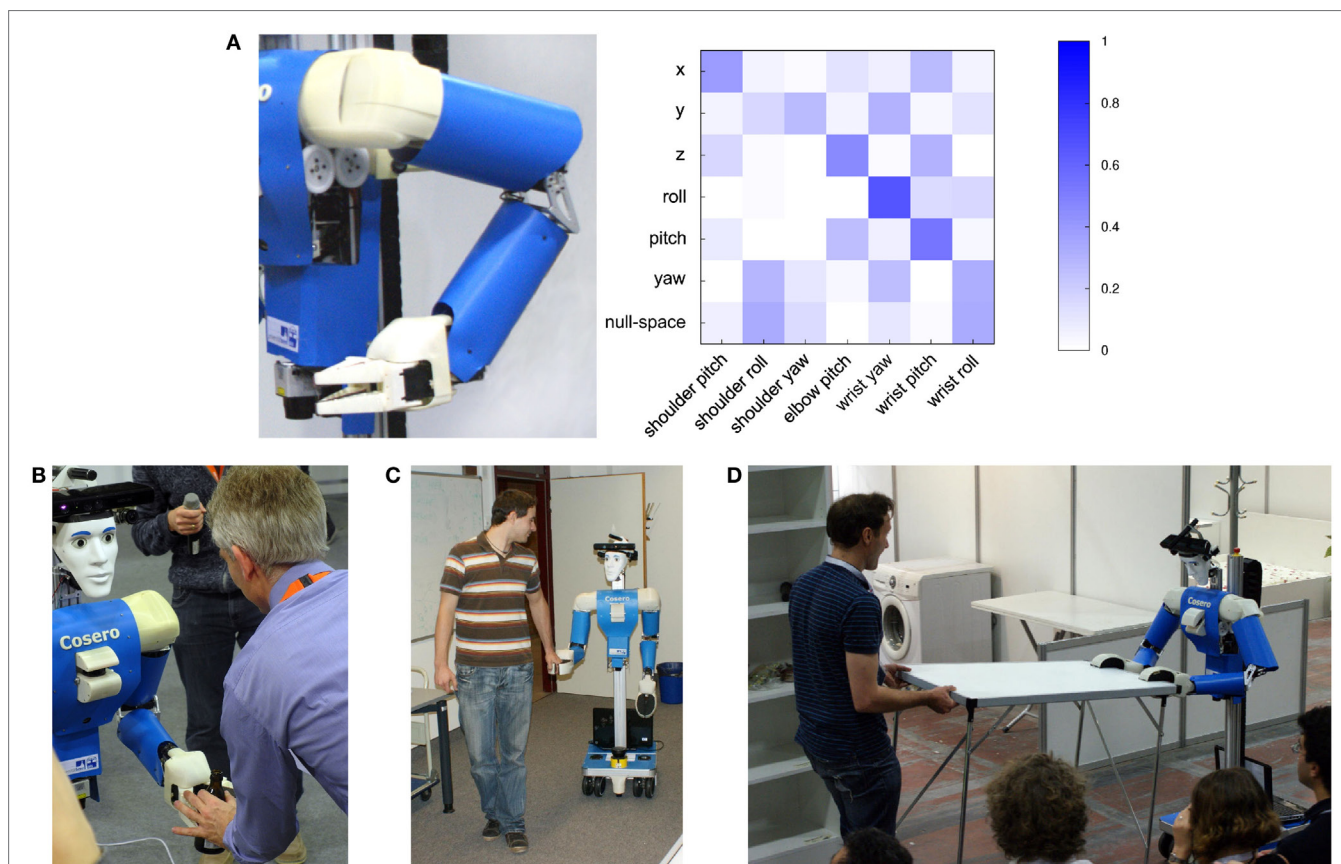 A
x
y
z
roll
pitch
yaw
null-space
shoulder pitch
shoulder roll
shoulder yaw
elbow pitch
wrist yaw
wrist pitch
wrist roll
1
0.8
0.6
0.4
0.2
0
B
Cosero
C
Cosero
D
Cosero